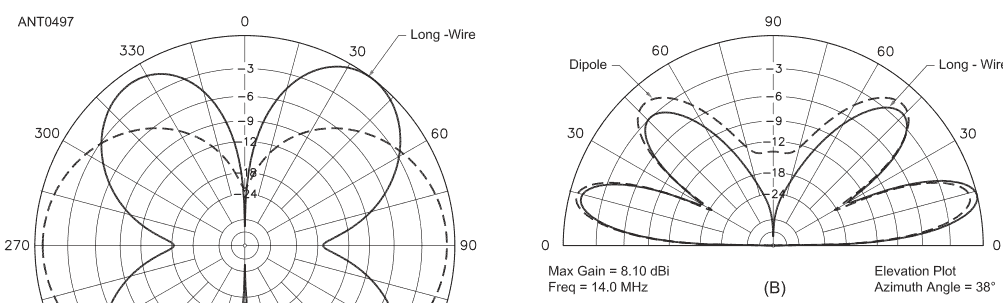 ANT0497
0
330
30
Long -Wire
300
60
270
90
-3
-6
-9
-12
-18
-24
90
60
60
Dipole
Long - Wire
30
30
-3
-6
-9
-12
-18
-24
0
0
Max Gain = 8.10 dBi
Freq = 14.0 MHz
(B)
Elevation Plot
Azimuth Angle = 38°